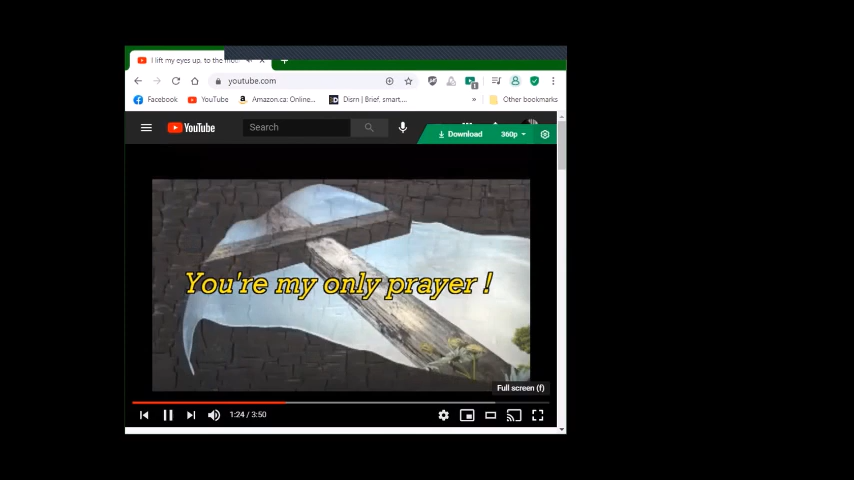 I lift my eyes up, to the mou
youtube.com
Facebook
YouTube
Amazon.ca: Online...
Disrn | Brief, smart....
»
Other bookmarks
YouTube
Search
Download
360p
You're my only prayer !
Full screen (f)
1:24 / 3:50